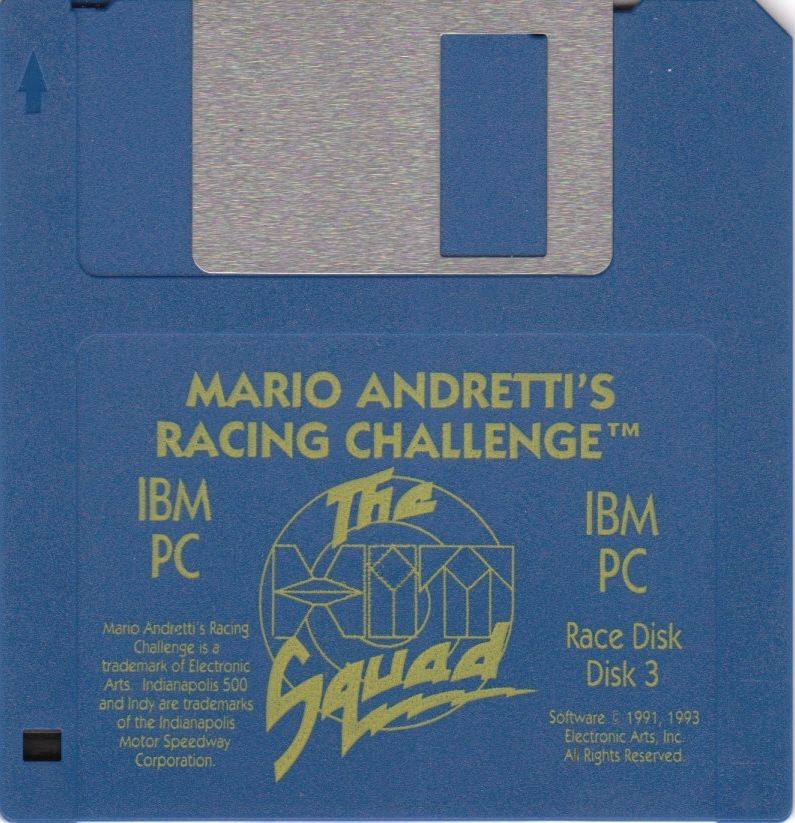 MARIO ANDRETTI'S
RACING CHALLENGE™
IBM
PC
The
Squad
IBM
PC
Mario Andretti's Racing
Challenge is a
trademark of Electronic
Arts. Indianapolis 500
and Indy are trademarks
of the Indianapolis
Motor Speedway
Corporation.
Race Disk
Disk 3
Software © 1991, 1993
Electronic Arts, Inc.
All Rights Reserved.